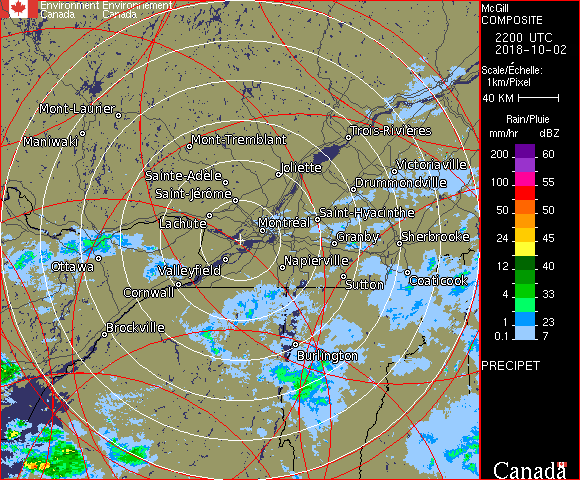 Environment Environnement
Canada Canada
McGill
COMPOSITE
2200 UTC
2018-10-02
Scale/Échelle:
1km/Pixel
40 KM
Rain/Pluie
mm/hr dBZ
200 60
150 57
100 55
50 50
24 45
12 40
4 33
1 23
0.1 7
PRECIPET
Canada
Mont-Laurier
Maniwaki
Mont-Tremblant
Trois-Rivières
Sainte-Adèle
Joliette
Victoriaville
Saint-Jérôme
Drummondville
Lachute
Montréal
Saint-Hyacinthe
Granby
Sherbrooke
Ottawa
Valleyfield
Napierville
Cornwall
Sutton
Coaticook
Brockville
Burlington